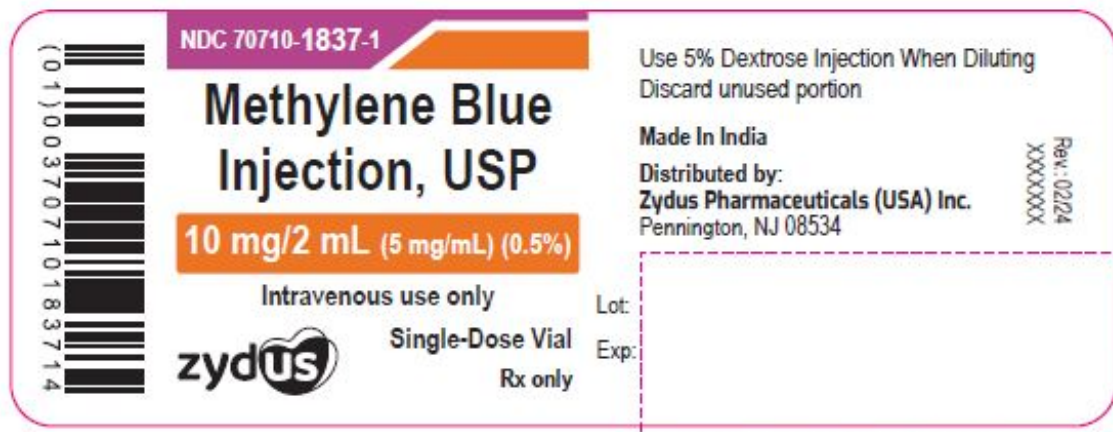 (01)00370710183714
NDC 70710-1837-1
Methylene Blue
Injection, USP
10 mg/2 mL (5 mg/mL) (0.5%)
Intravenous use only
Single-Dose Vial
Rx only
zydus
Use 5% Dextrose Injection When Diluting
Discard unused portion
Made In India
Distributed by:
Zydus Pharmaceuticals (USA) Inc.
Pennington, NJ 08534
Rev.: 02/24
XXXXXXX
Lot:
Exp: